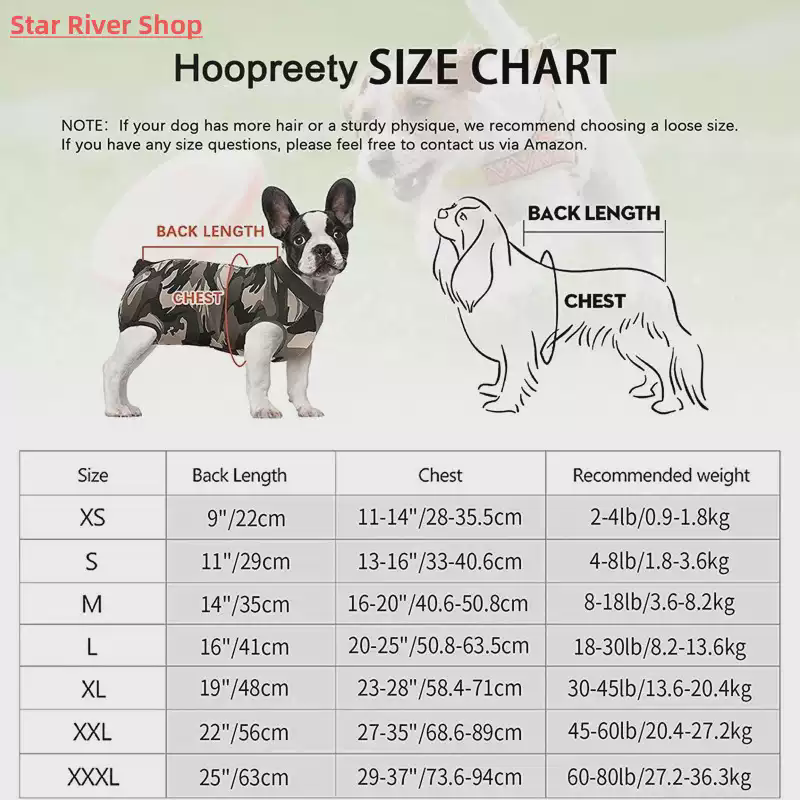 Star River Shop
Hoopreety SIZE CHART
NOTE: If your dog has more hair or a sturdy physique, we recommend choosing a loose size.
If you have any size questions, please feel free to contact us via Amazon.
BACK LENGTH
CHEST
BACK LENGTH
CHEST
Size Back Length Chest Recommended weight
XS 9"/22cm 11-14"/28-35.5cm 2-4lb/0.9-1.8kg
S 11"/29cm 13-16"/33-40.6cm 4-8lb/1.8-3.6kg
M 14"/35cm 16-20"/40.6-50.8cm 8-18lb/3.6-8.2kg
L 16"/41cm 20-25"/50.8-63.5cm 18-30lb/8.2-13.6kg
XL 19"/48cm 23-28"/58.4-71cm 30-45lb/13.6-20.4kg
XXL 22"/56cm 27-35"/68.6-89cm 45-60lb/20.4-27.2kg
XXXL 25"/63cm 29-37"/73.6-94cm 60-80lb/27.2-36.3kg